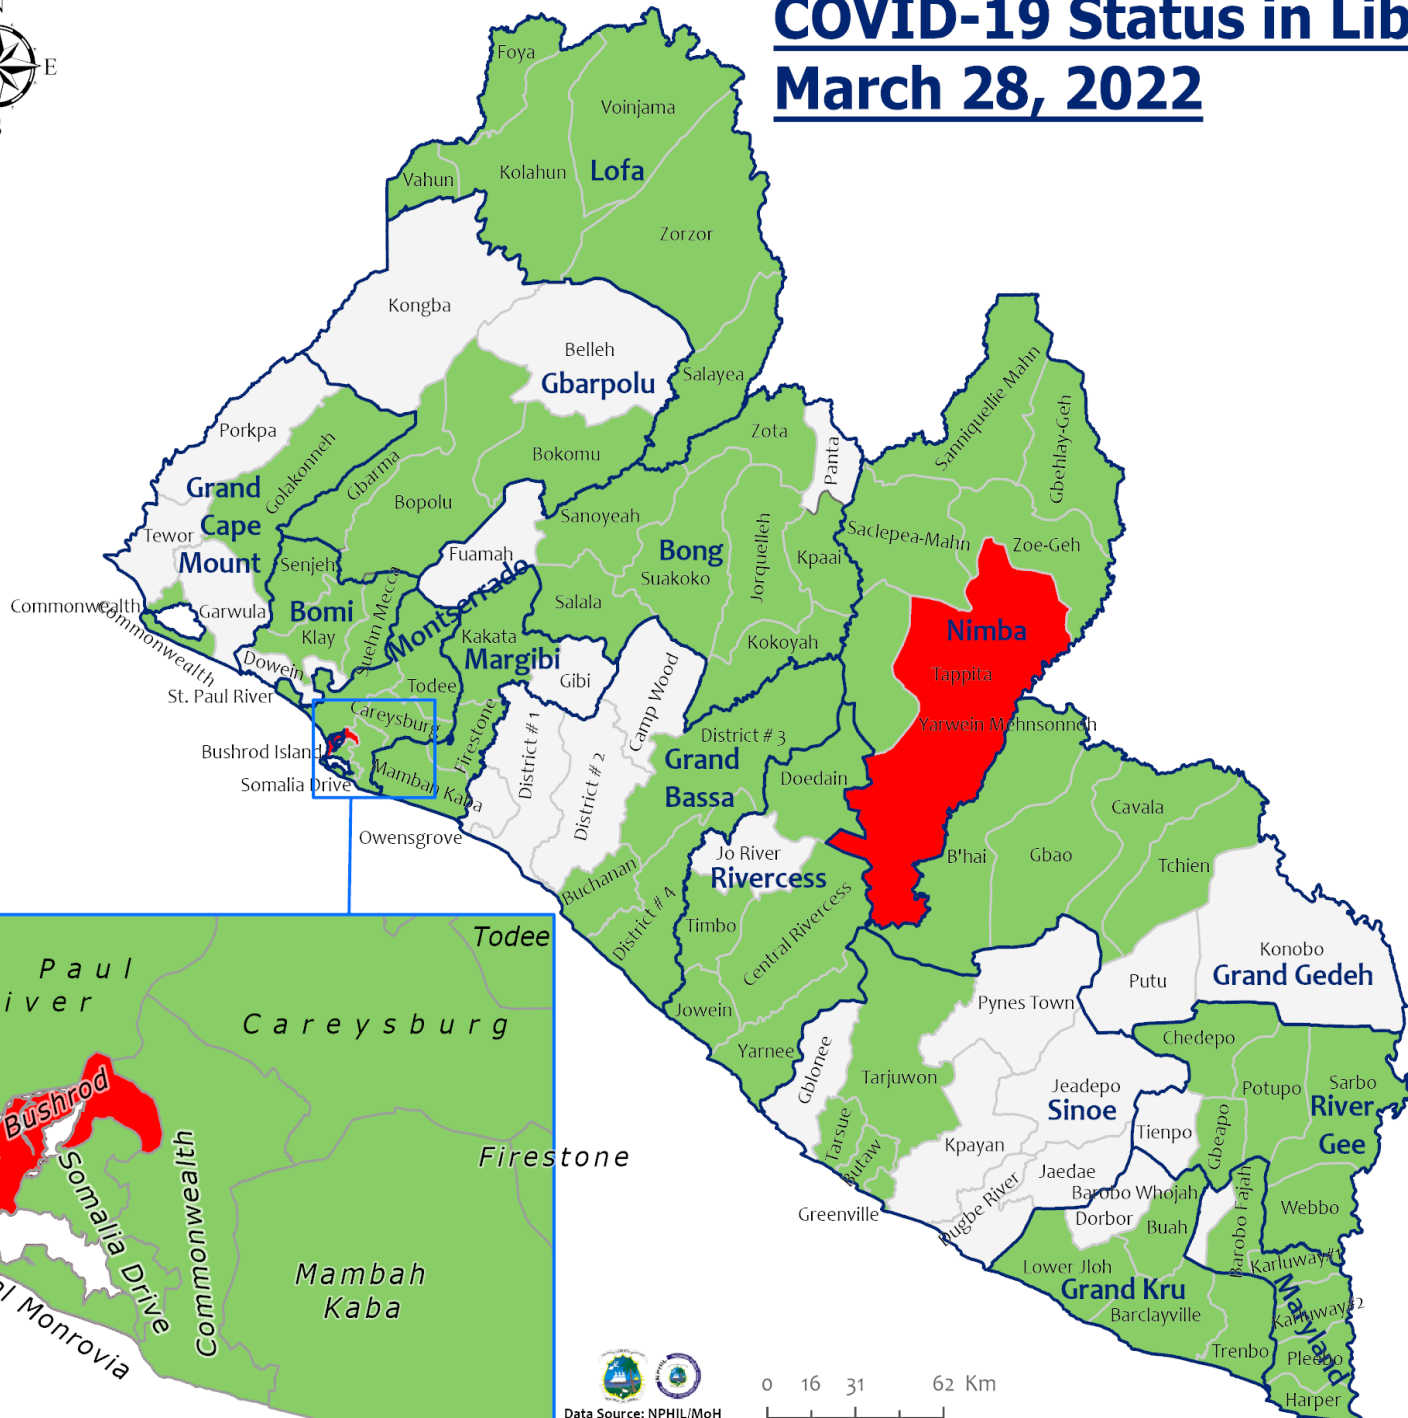 COVID-19 Status in Lib
March 28, 2022
E
Foya
Voinjama
Kolahun
Lofa
Vahun
Zorzor
Kongba
Belleh
Gbarpolu
Salayea
Porkpa
Golakonneh
Gbarma
Bokomu
Bopolu
Zota
Panta
Sanniquellie Mahn
Gbehlay-Geh
Grand
Cape
Mount
Tewor
Garwula
Senjeh
Fuamah
Sanoyeah
Bong
Suakoko
Jorquelleh
Kpaai
Saclepea-Mahn
Zoe-Geh
Commonwealth
Commonwealth
Bomi
Klay
Suehn Mecca
Montserrado
Salala
Kakata
Margibi
Kokoyah
Nimba
Tappita
Dowein
St. Paul River
Todee
Gibi
Camp Wood
Careysburg
Firestone
District # 1
District # 2
District # 3
Yarwein Mehnsonnoh
Bushrod Island
Somalia Drive
Mambah Kaba
Grand
Bassa
Doedain
Owensgrove
Cavala
B'hai
Gbao
Tchien
Jo River
Rivercess
Buchanan
District # 4
Timbo
Central Rivercess
Konobo
Grand Gedeh
Putu
Pynes Town
Jowein
Yarnee
Gblonee
Tarjuwon
Chedepo
Jeadepo
Sinoe
Potupo
Sarbo
River
Gee
Tarsue
Butaw
Kpayan
Tienpo
Gbeapo
Jaedae
Dugbe River
Barobo Whojah
Greenville
Dorbor
Buah
Barobo Fajah
Webbo
Lower Jloh
Grand Kru
Barclayville
Karluway#1
Karluway#2
Maryland
Trenbo
Pleebo
Harper
Todee
Paul
iver
Careysburg
Bushrod
Somalia Drive
Commonwealth
Firestone
Mambah
Kaba
al Monrovia
0 16 31 62 Km
Data Source: NPHIL/MoH